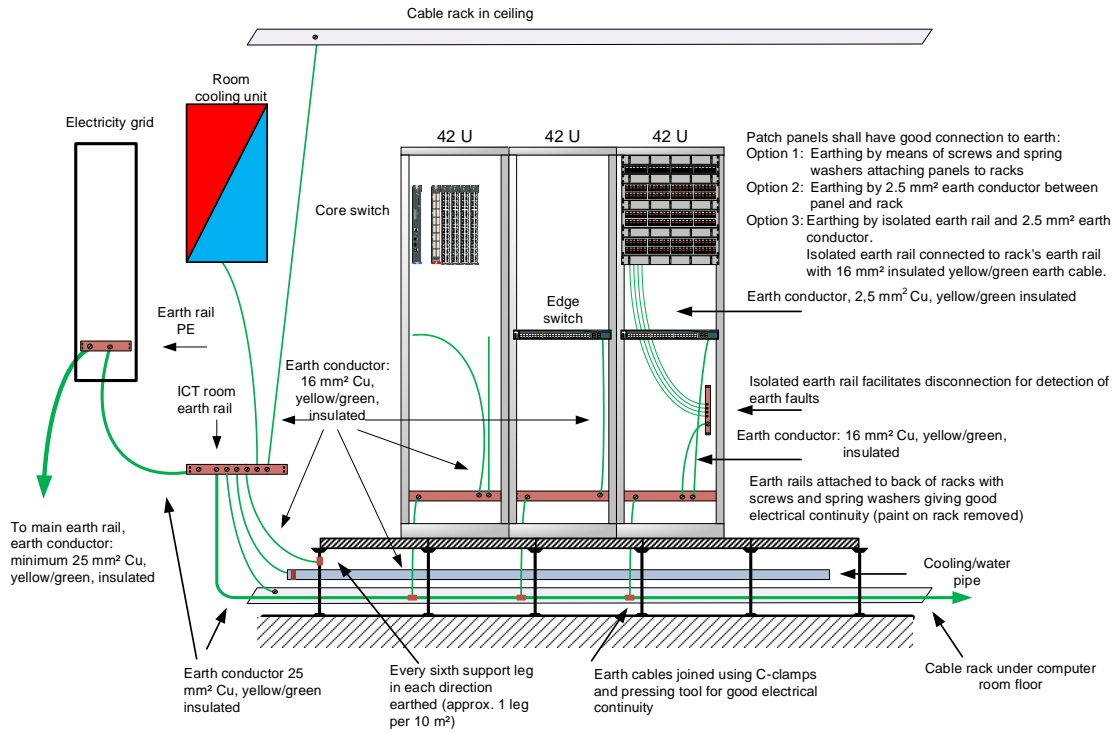 Cable rack in ceiling
Room
cooling unit
Electricity grid
42 U
42 U
42 U
Patch panels shall have good connection to earth:
Option 1: Earthing by means of screws and spring
washers attaching panels to racks
Option 2: Earthing by 2.5 mm² earth conductor between
panel and rack
Option 3: Earthing by isolated earth rail and 2.5 mm² earth
conductor.
Isolated earth rail connected to rack's earth rail
with 16 mm² insulated yellow/green earth cable.
Core switch
Earth conductor, 2,5 mm² Cu, yellow/green insulated
Edge
switch
Earth rail
PE
Earth conductor:
16 mm² Cu,
yellow/green,
insulated
ICT room
earth rail
Isolated earth rail facilitates disconnection for detection of
earth faults
Earth conductor: 16 mm² Cu, yellow/green,
insulated
Earth rails attached to back of racks with
screws and spring washers giving good
electrical continuity (paint on rack removed)
To main earth rail,
earth conductor:
minimum 25 mm² Cu,
yellow/green, insulated
Cooling/water
pipe
Earth conductor 25
mm² Cu, yellow/green
insulated
Every sixth support leg
in each direction
earthed (approx. 1 leg
per 10 m²)
Earth cables joined using C-clamps
and pressing tool for good electrical
continuity
Cable rack under computer
room floor